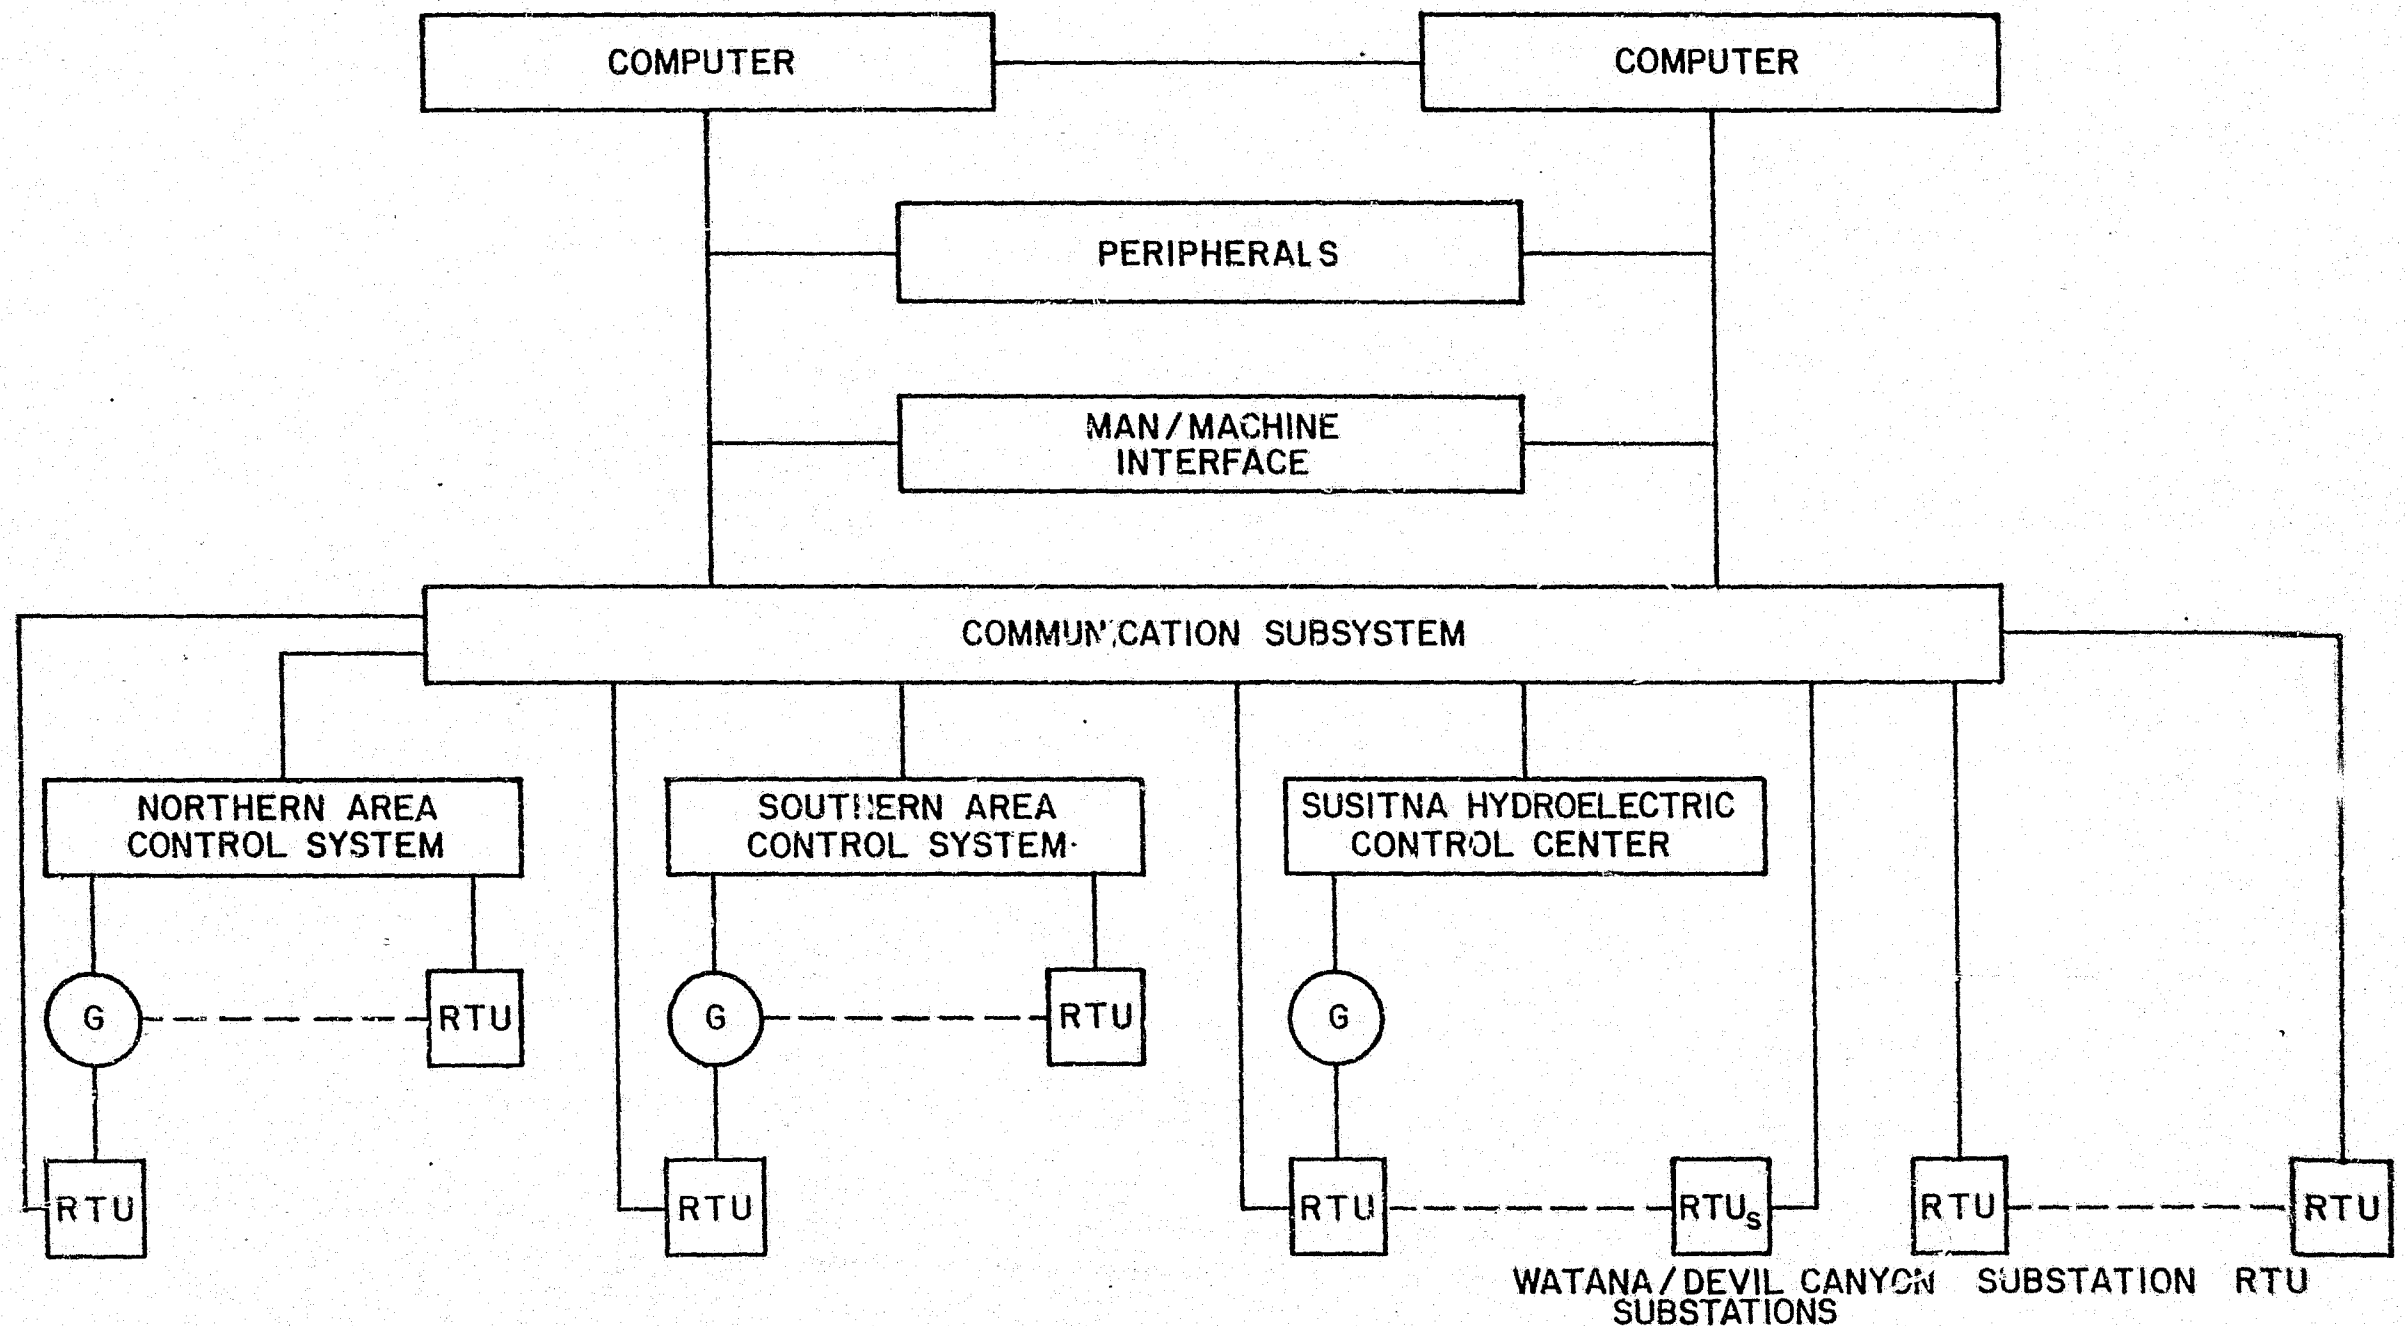 COMPUTER
COMPUTER
PERIPHERALS
MAN/MACHINE
INTERFACE
COMMUNICATION SUBSYSTEM
NORTHERN AREA
CONTROL SYSTEM
SOUTHERN AREA
CONTROL SYSTEM
SUSITNA HYDROELECTRIC
CONTROL CENTER
G
RTU
G
RTU
G
RTU
RTU
RTU
RTUs
RTU
RTU
WATANA/DEVIL CANYON
SUBSTATIONS
SUBSTATION RTU